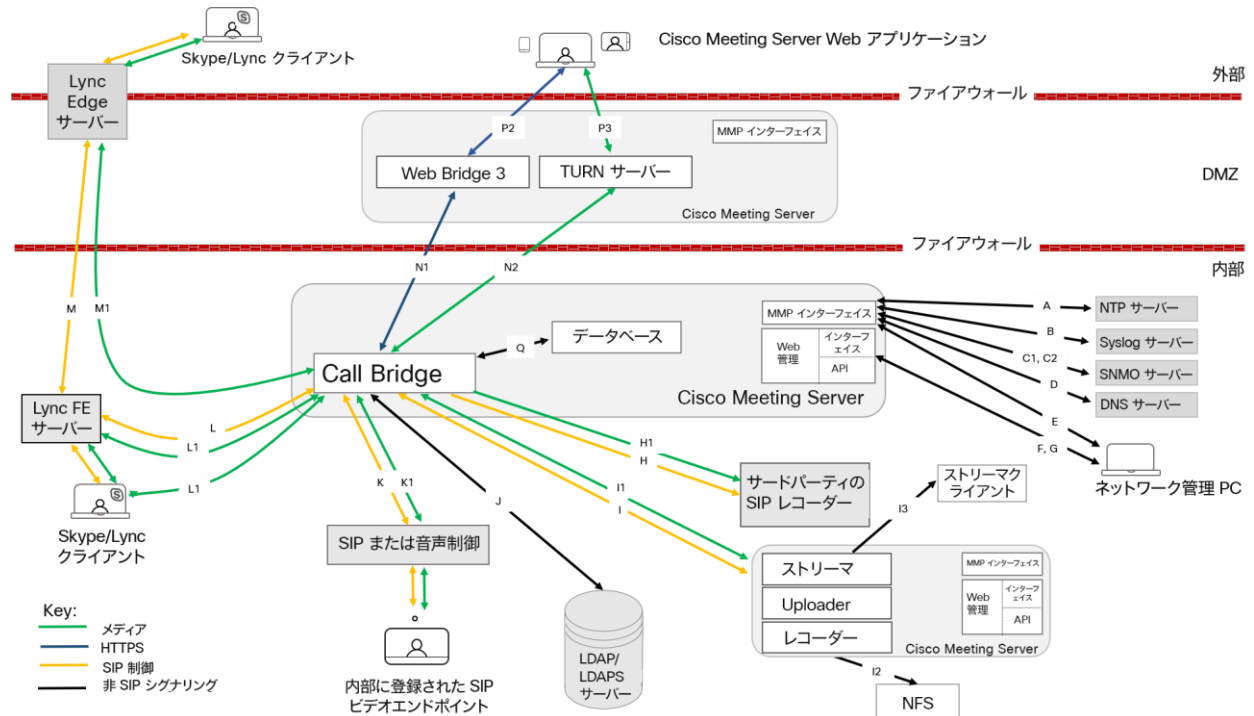 Skype/Lync クライアント
Cisco Meeting Server Web アプリケーション
外部
Lync
Edge
サーバー
ファイアウォール
P2
P3
MMP インターフェイス
Web Bridge 3
TURN サーバー
DMZ
Cisco Meeting Server
ファイアウォール
内部
N1
N2
M
M1
MMP インターフェイス
Web
管理
インターフ
ェイス
API
データベース
Q
Call Bridge
Cisco Meeting Server
A
NTP サーバー
B
Syslog サーバー
C1, C2
SNMO サーバー
D
DNS サーバー
E
F, G
ネットワーク管理 PC
Lync FE
サーバー
L
L1
L1
Skype/Lync
クライアント
K
K1
J
H1
H
I1
I
サードパーティの
SIP レコーダー
ストリーマク
ライアント
I3
SIP または音声制御
ストリーマ
Uploader
レコーダー
MMP インターフェイス
Web
管理
インターフ
ェイス
API
Cisco Meeting Server
I2
NFS
LDAP/
LDAPS
サーバー
内部に登録された SIP
ビデオエンドポイント
Key:
メディア
HTTPS
SIP 制御
非 SIP シグナリング